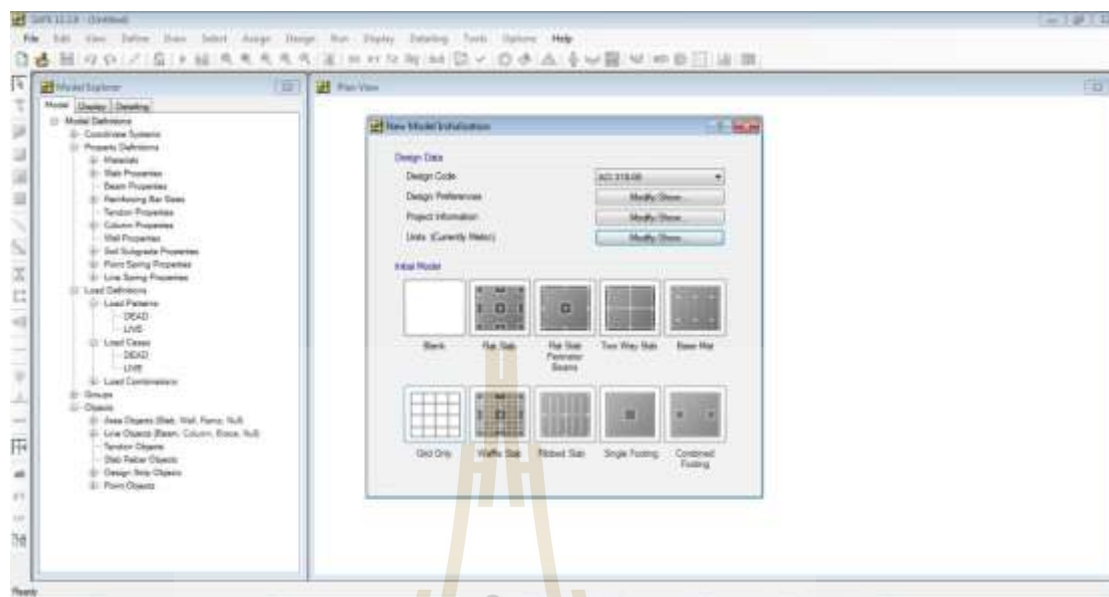 SAFE 12.3.0 - (Untitled)
File Edit View Define Draw Select Assign Design Run Display Detailing Tools Options Help
Model Explorer
Model Display Detailing
Model Definitions
Coordinate Systems
Property Definitions
Materials
Slab Properties
Beam Properties
Reinforcing Bar Sizes
Tendon Properties
Column Properties
Wall Properties
Soil Subgrade Properties
Point Spring Properties
Line Spring Properties
Load Definitions
Load Patterns
DEAD
LIVE
Load Cases
DEAD
LIVE
Load Combinations
Groups
Objects
Area Objects (Slab, Wall, Ramp, Null)
Line Objects (Beam, Column, Brace, Null)
Tendon Objects
Slab Rebar Objects
Design Strip Objects
Point Objects
Plan View
New Model Initialization
Design Data
Design Code ACI 318-08
Design Preferences Modify/Show...
Project Information Modify/Show...
Units (Currently Metric) Modify/Show...
Initial Model
Blank Flat Slab Flat Slab Perimeter Beams Two Way Slab Base Mat
Grid Only Waffle Slab Ribbed Slab Single Footing Combined Footing
Ready